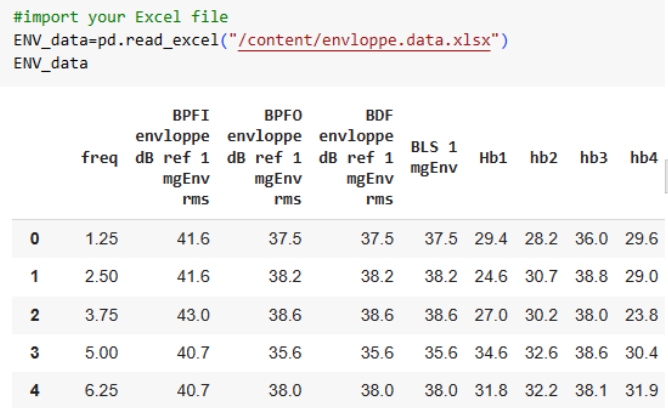 #import your Excel file
ENV_data=pd.read_excel("/content/envloppe.data.xlsx")
ENV_data
freq BPFI envloppe dB ref 1 mgEnv rms BPFO envloppe dB ref 1 mgEnv rms BDF envloppe dB ref 1 mgEnv rms BLS 1 mgEnv Hb1 hb2 hb3 hb4
0 1.25 41.6 37.5 37.5 37.5 29.4 28.2 36.0 29.6
1 2.50 41.6 38.2 38.2 38.2 24.6 30.7 38.8 29.0
2 3.75 43.0 38.6 38.6 38.6 27.0 30.2 38.0 23.8
3 5.00 40.7 35.6 35.6 35.6 34.6 32.6 38.6 30.4
4 6.25 40.7 38.0 38.0 38.0 31.8 32.2 38.1 31.9